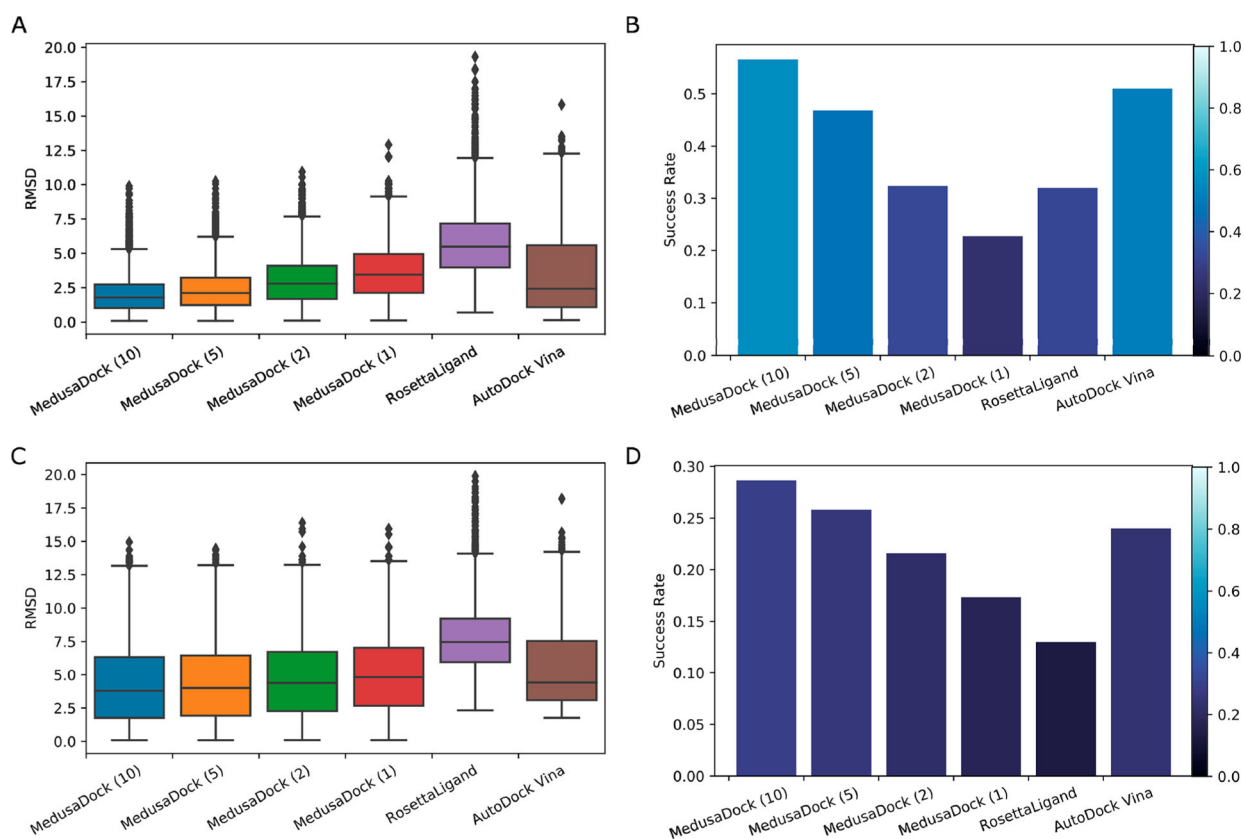 A
RMSD
20.0
17.5
15.0
12.5
10.0
7.5
5.0
2.5
0.0
MedusaDock (10)
MedusaDock (5)
MedusaDock (2)
MedusaDock (1)
RosettaLigand
AutoDock Vina
B
Success Rate
0.5
0.4
0.3
0.2
0.1
0.0
MedusaDock (10)
MedusaDock (5)
MedusaDock (2)
MedusaDock (1)
RosettaLigand
AutoDock Vina
1.0
0.8
0.6
0.4
0.2
0.0
C
RMSD
20.0
17.5
15.0
12.5
10.0
7.5
5.0
2.5
0.0
MedusaDock (10)
MedusaDock (5)
MedusaDock (2)
MedusaDock (1)
RosettaLigand
AutoDock Vina
D
Success Rate
0.30
0.25
0.20
0.15
0.10
0.05
0.00
MedusaDock (10)
MedusaDock (5)
MedusaDock (2)
MedusaDock (1)
RosettaLigand
AutoDock Vina
1.0
0.8
0.6
0.4
0.2
0.0